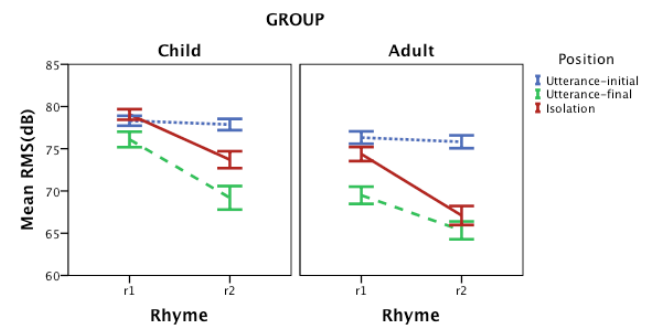 GROUP
Child
Adult
Position
Utterance-initial
Utterance-final
Isolation
Mean RMS(dB)
85
80
75
70
65
60
r1
r2
r1
r2
Rhyme
Rhyme